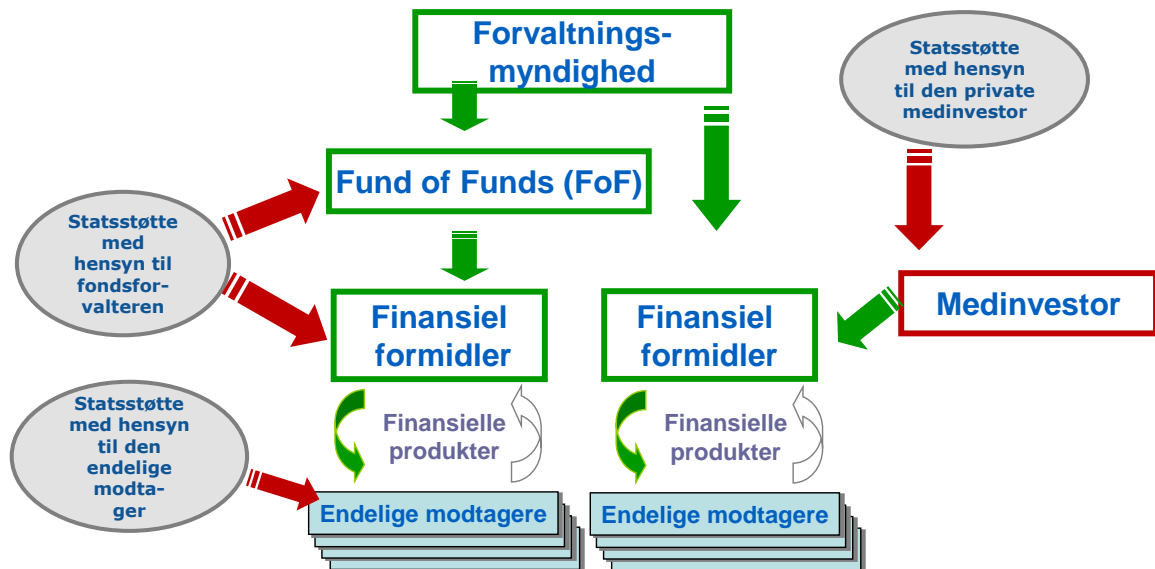 Forvaltnings-
myndighed
Statsstøtte
med hensyn
til den private
medinvestor
Fund of Funds (FoF)
Statsstøtte
med
hensyn til
fondsfor-
valteren
Finansiel
formidler
Finansiel
formidler
Medinvestor
Statsstøtte
med hensyn
til den
endelige
modta-
ger
Finansielle
produkter
Finansielle
produkter
Endelige modtagere
Endelige modtagere